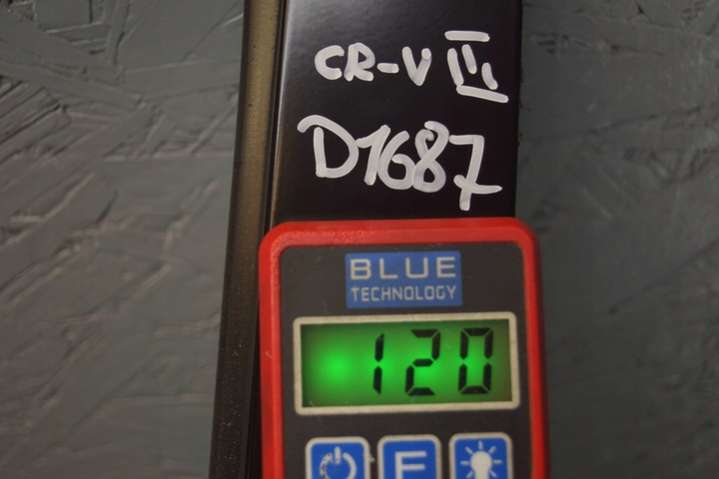 CR-V III
D1687
BLUE
TECHNOLOGY
120
F